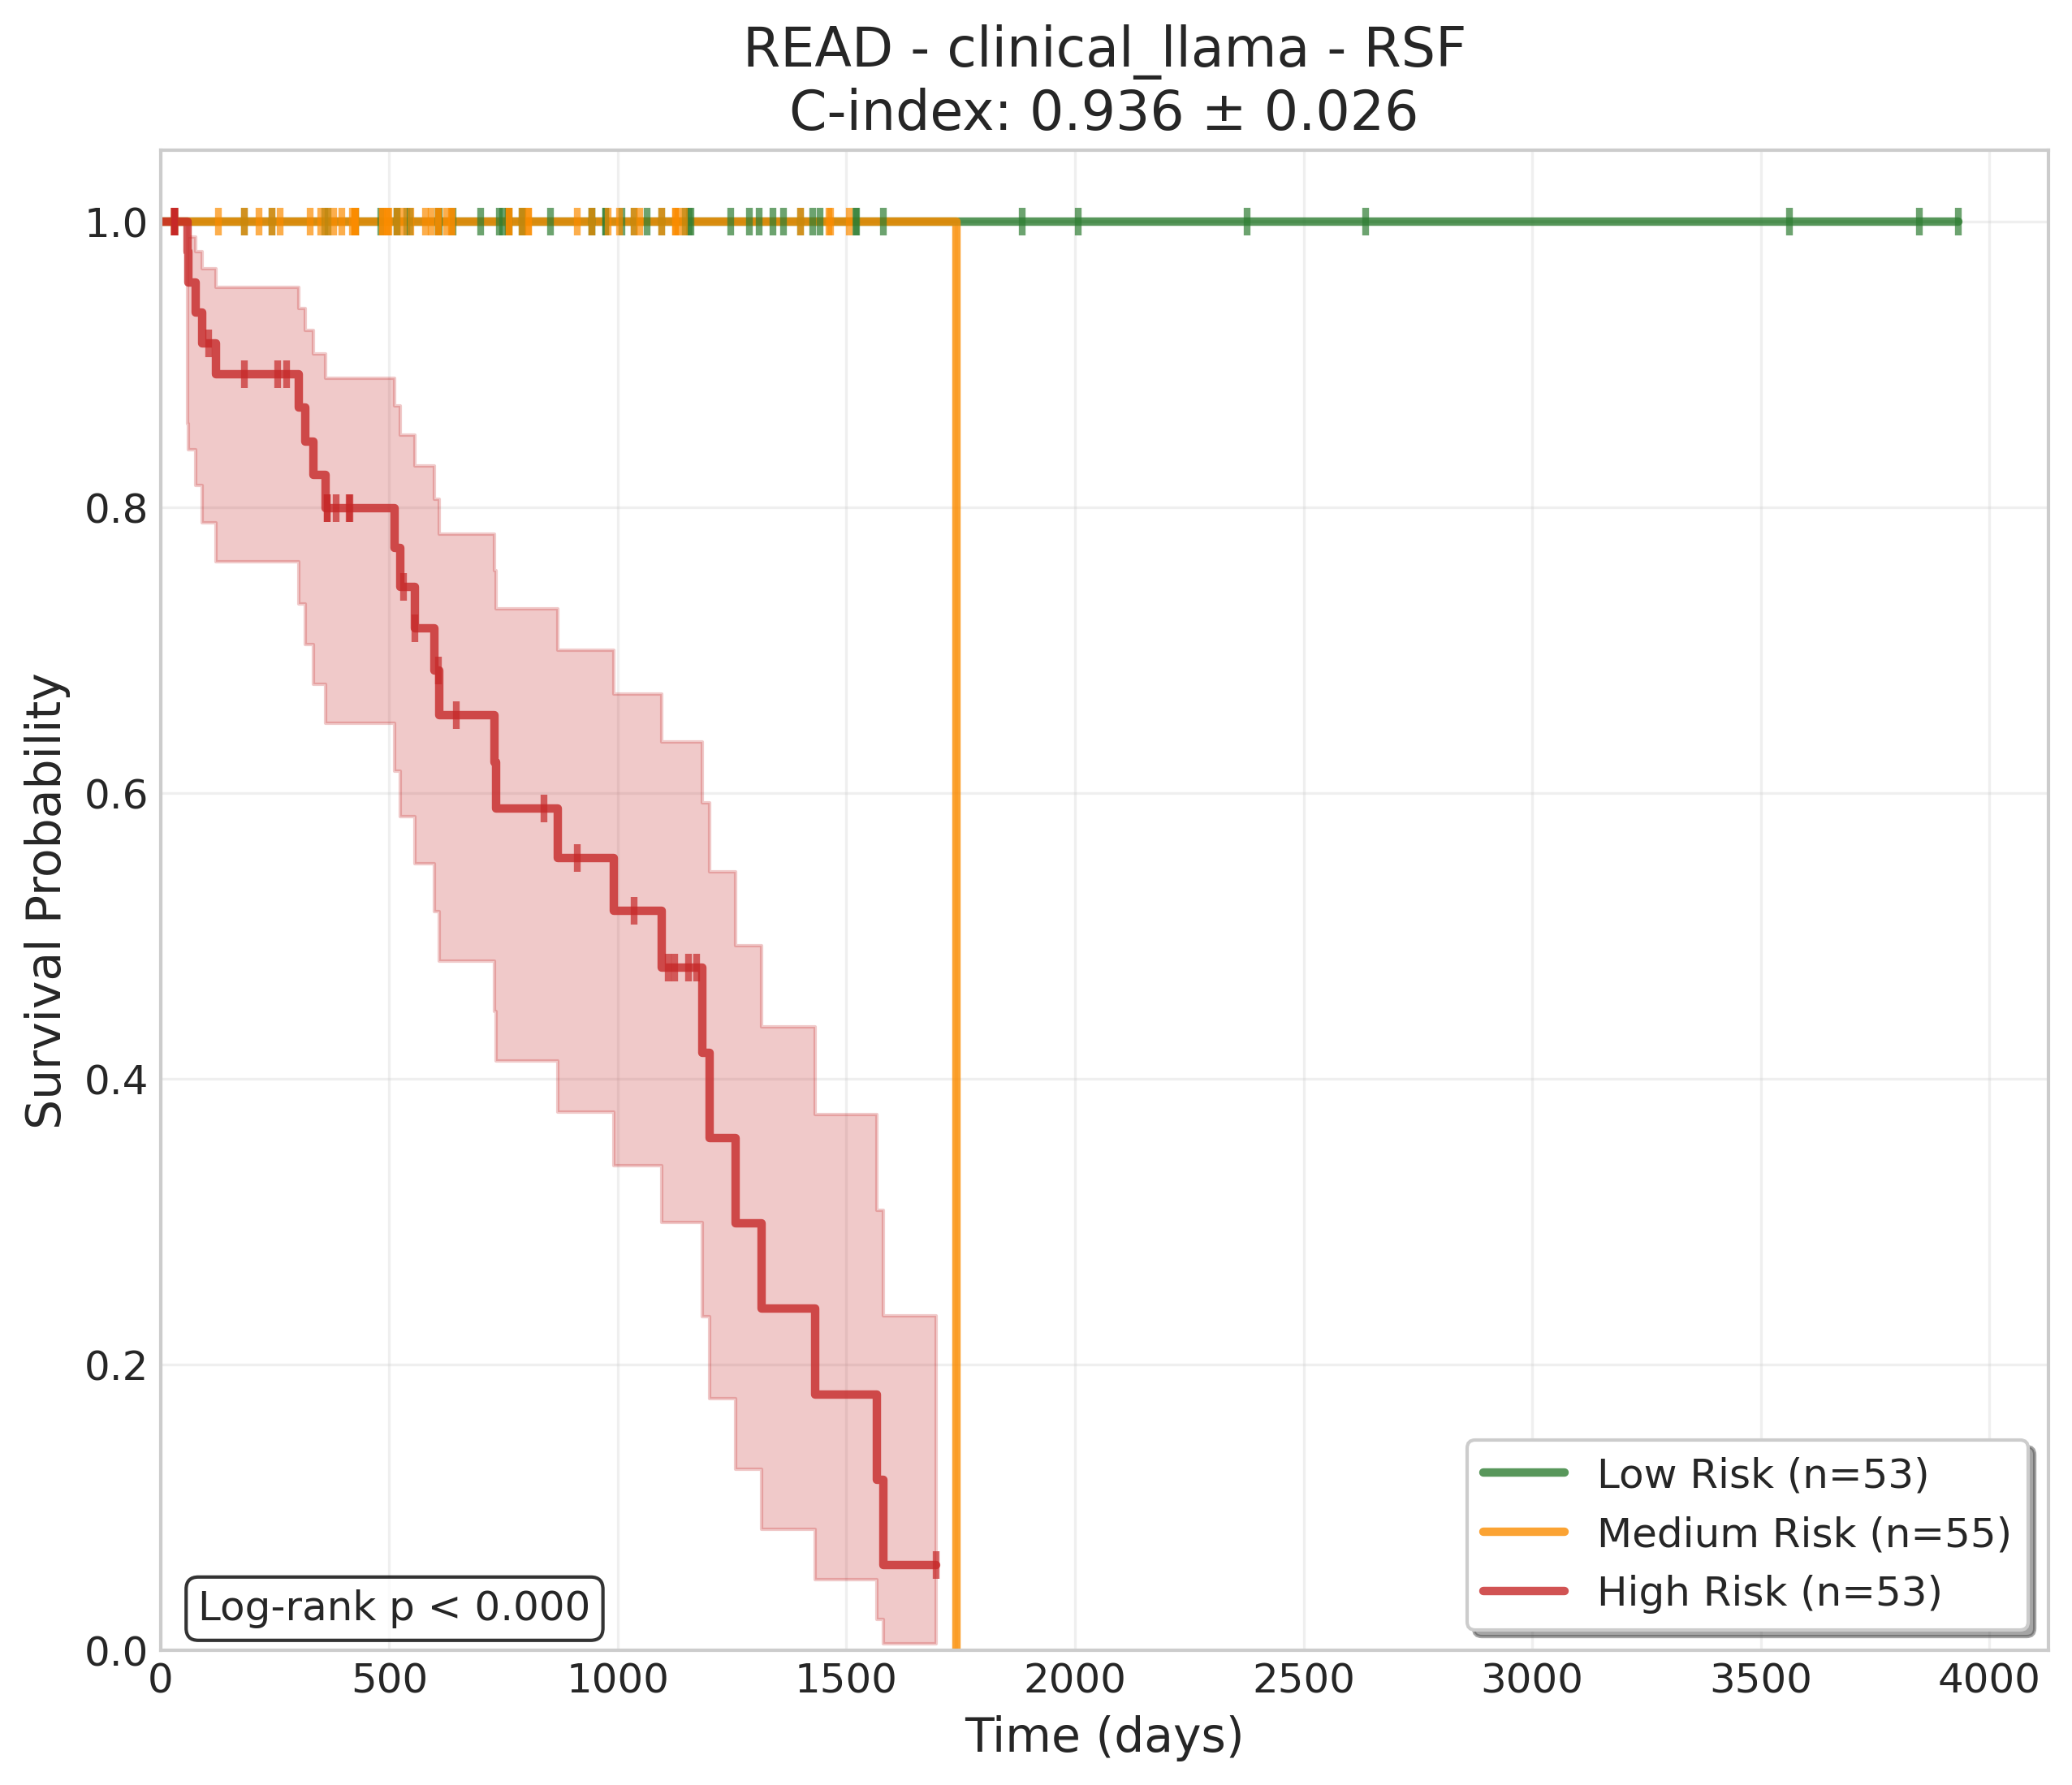 READ - clinical_llama - RSF
C-index: 0.936 ± 0.026
Survival Probability
1.0
0.8
0.6
0.4
0.2
0.0
Log-rank p < 0.000
Low Risk (n=53)
Medium Risk (n=55)
High Risk (n=53)
0 500 1000 1500 2000 2500 3000 3500 4000
Time (days)